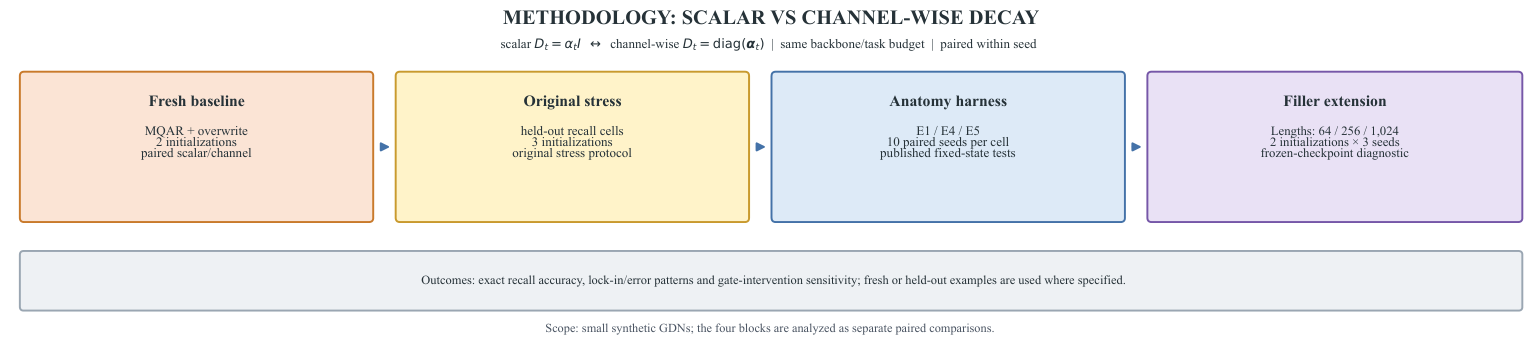 METHODOLOGY: SCALAR VS CHANNEL-WISE DECAY
scalar Dₜ = αₜI ↔ channel-wise Dₜ = diag(αₜ) | same backbone/task budget | paired within seed
Fresh baseline
MQAR + overwrite
2 initializations
paired scalar/channel
Original stress
held-out recall cells
3 initializations
original stress protocol
Anatomy harness
E1 / E4 / E5
10 paired seeds per cell
published fixed-state tests
Filler extension
Lengths: 64 / 256 / 1,024
2 initializations × 3 seeds
frozen-checkpoint diagnostic
Outcomes: exact recall accuracy, lock-in/error patterns and gate-intervention sensitivity; fresh or held-out examples are used where specified.
Scope: small synthetic GDNs; the four blocks are analyzed as separate paired comparisons.